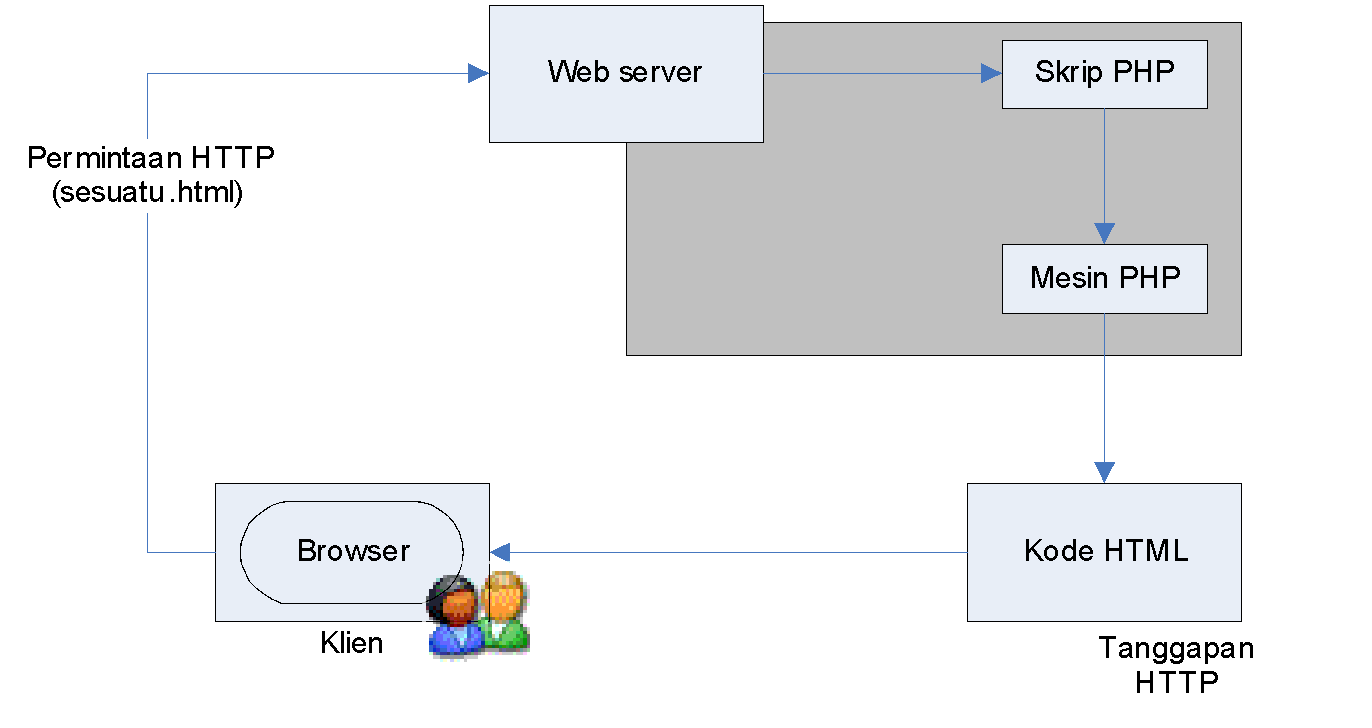 Web server
Skrip PHP
Permintaan HTTP
(sesuatu.html)
Mesin PHP
Browser
Kode HTML
Klien
Tanggapan
HTTP